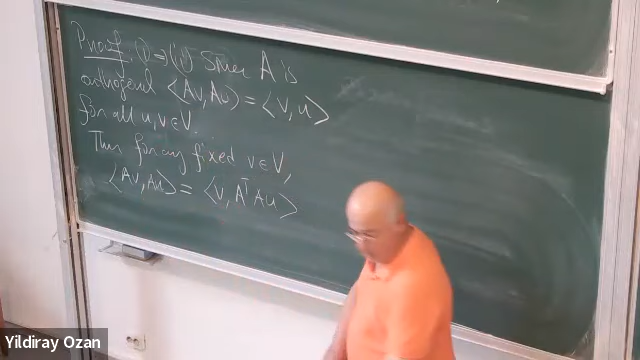 Proof: (i) ⇒ (ii) Since A is
orthogonal ⟨Av, Au⟩ = ⟨v, u⟩
for all u, v ∈ V.
Thus for any fixed v ∈ V,
⟨Av, Au⟩ = ⟨v, AᵀAu⟩
Yildiray Ozan